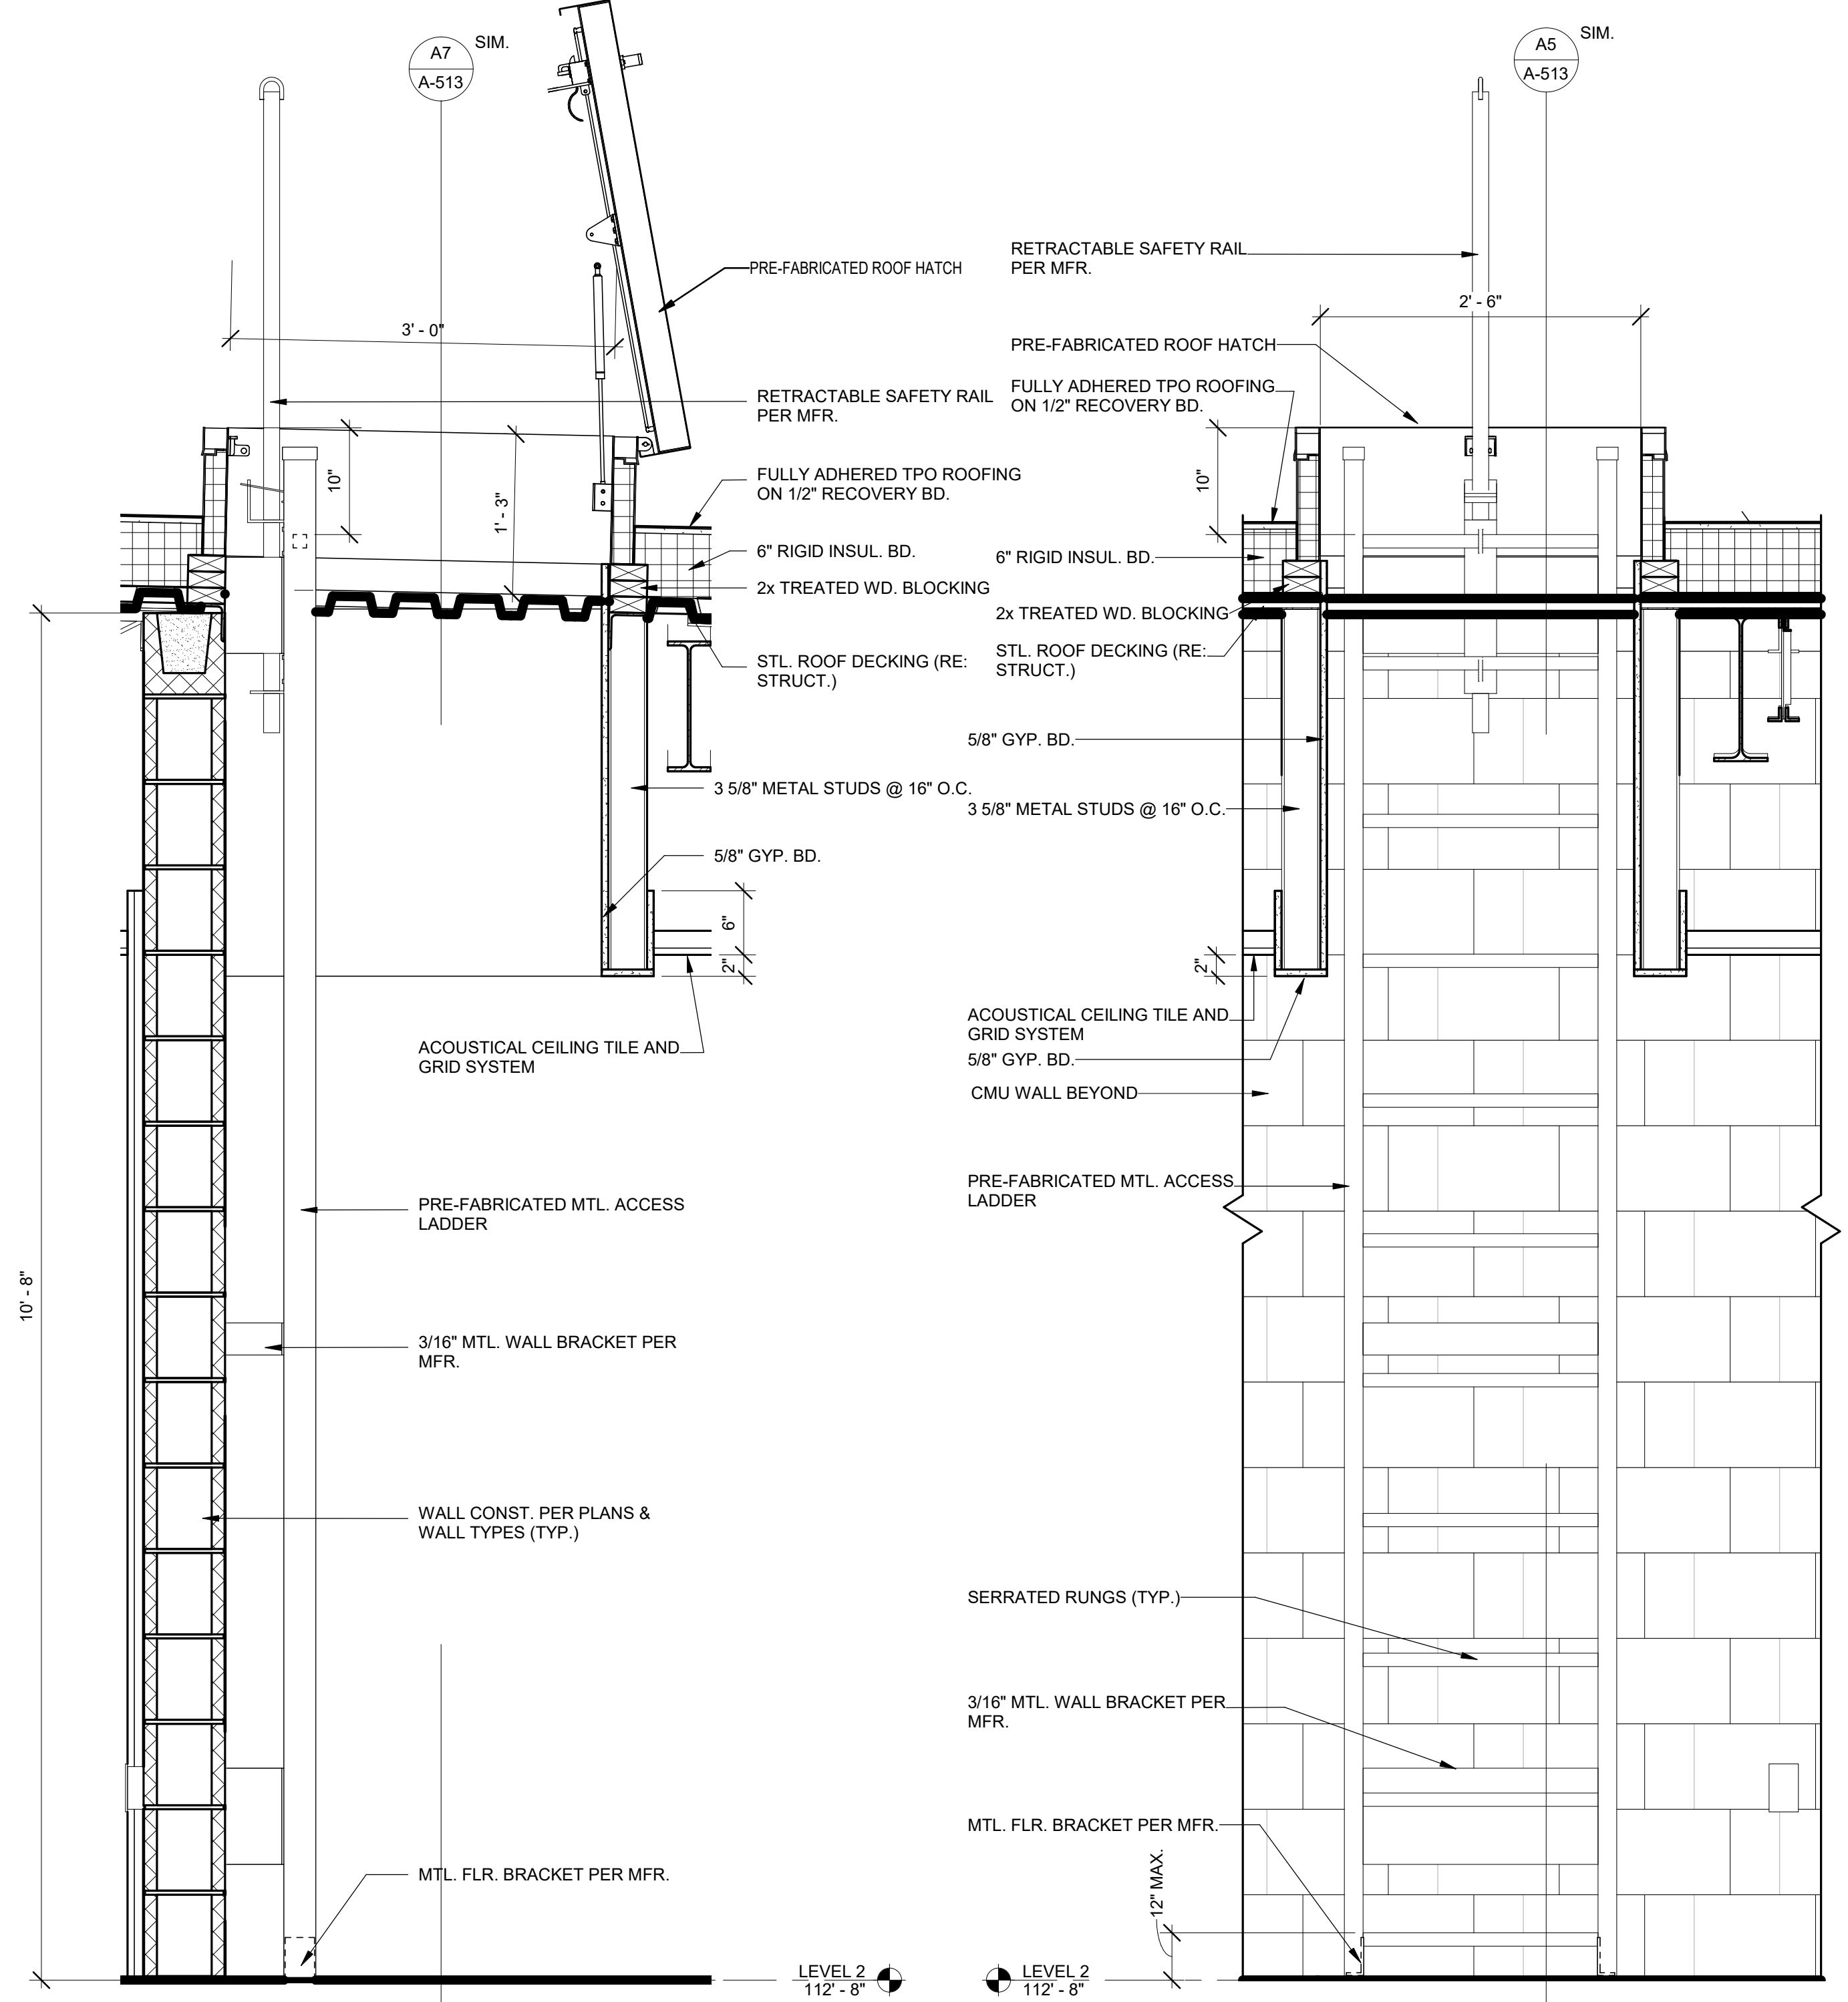 A7
A-513
SIM.
PRE-FABRICATED ROOF HATCH
3' - 0"
RETRACTABLE SAFETY RAIL
PER MFR.
10"
1' - 3"
FULLY ADHERED TPO ROOFING
ON 1/2" RECOVERY BD.
6" RIGID INSUL. BD.
2x TREATED WD. BLOCKING
STL. ROOF DECKING (RE:
STRUCT.)
3 5/8" METAL STUDS @ 16" O.C.
5/8" GYP. BD.
6"
2"
ACOUSTICAL CEILING TILE AND
GRID SYSTEM
PRE-FABRICATED MTL. ACCESS
LADDER
10' - 8"
3/16" MTL. WALL BRACKET PER
MFR.
WALL CONST. PER PLANS &
WALL TYPES (TYP.)
MTL. FLR. BRACKET PER MFR.
LEVEL 2
112' - 8"
A5
A-513
SIM.
RETRACTABLE SAFETY RAIL
PER MFR.
2' - 6"
PRE-FABRICATED ROOF HATCH
FULLY ADHERED TPO ROOFING
ON 1/2" RECOVERY BD.
10"
6" RIGID INSUL. BD.
2x TREATED WD. BLOCKING
STL. ROOF DECKING (RE:
STRUCT.)
5/8" GYP. BD.
3 5/8" METAL STUDS @ 16" O.C.
2"
ACOUSTICAL CEILING TILE AND
GRID SYSTEM
5/8" GYP. BD.
CMU WALL BEYOND
PRE-FABRICATED MTL. ACCESS
LADDER
SERRATED RUNGS (TYP.)
3/16" MTL. WALL BRACKET PER
MFR.
MTL. FLR. BRACKET PER MFR.
12" MAX.
LEVEL 2
112' - 8"